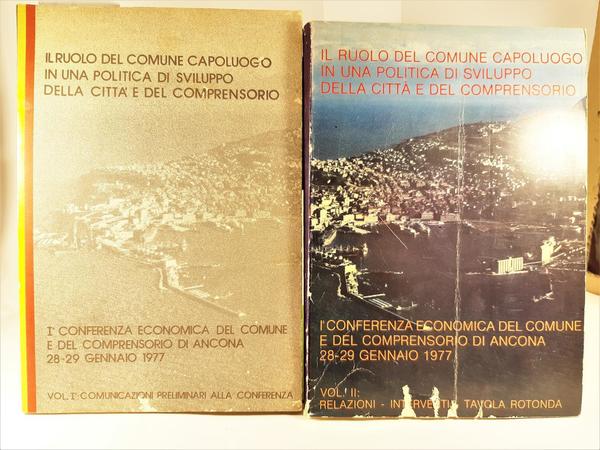 IL RUOLO DEL COMUNE CAPOLUOGO
IN UNA POLITICA DI SVILUPPO
DELLA CITTA' E DEL COMPRENSORIO
I° CONFERENZA ECONOMICA DEL COMUNE
E DEL COMPRENSORIO DI ANCONA
28-29 GENNAIO 1977
VOL. I°: COMUNICAZIONI PRELIMINARI ALLA CONFERENZA
IL RUOLO DEL COMUNE CAPOLUOGO
IN UNA POLITICA DI SVILUPPO
DELLA CITTÀ E DEL COMPRENSORIO
I° CONFERENZA ECONOMICA DEL COMUNE
E DEL COMPRENSORIO DI ANCONA
28-29 GENNAIO 1977
VOL. II:
RELAZIONI - INTERVENTI - TAVOLA ROTONDA